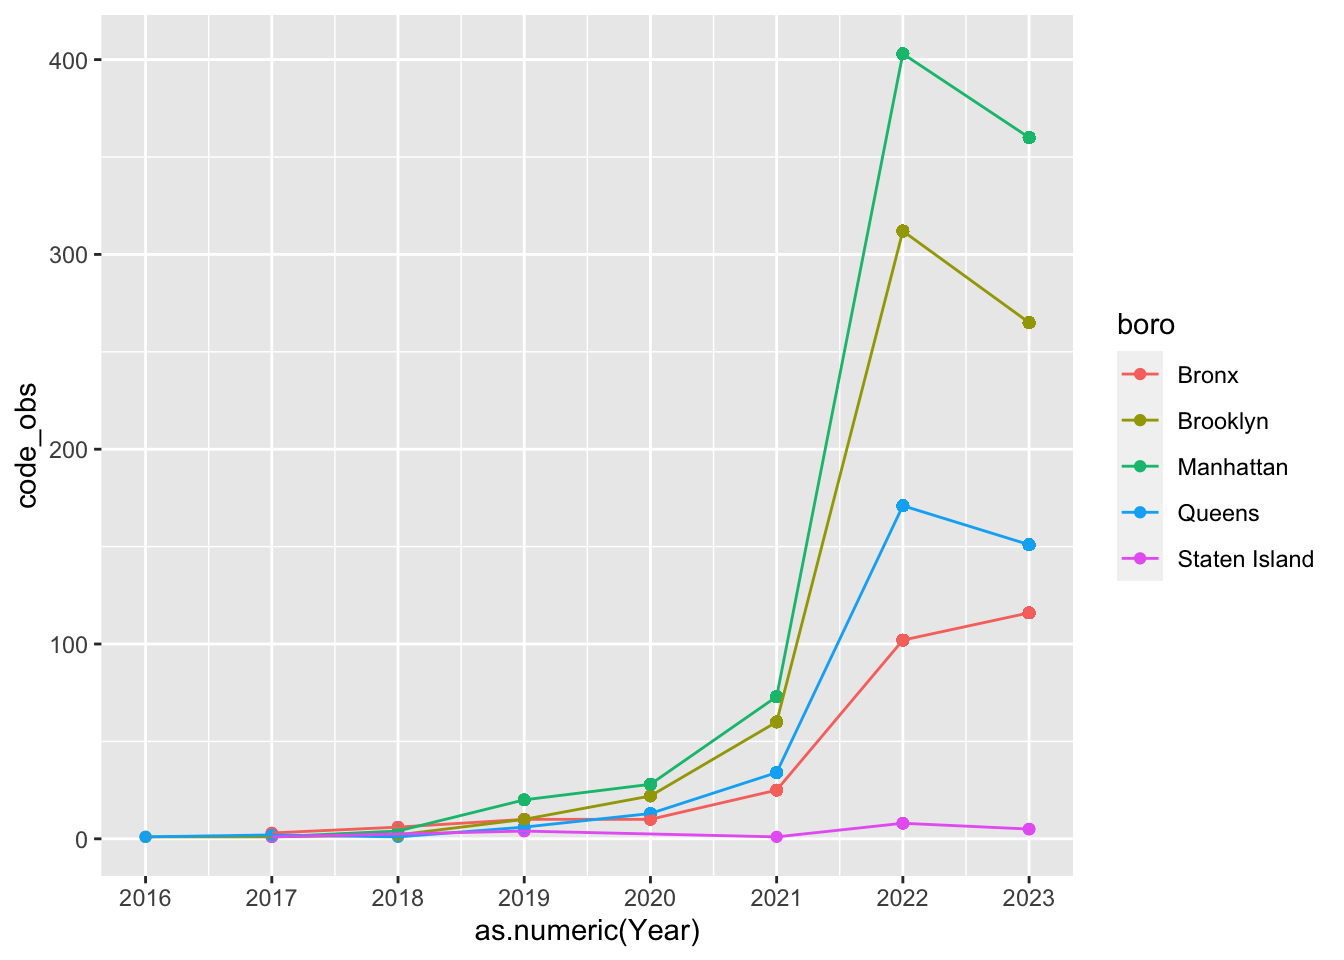 400
300
200
100
0
code_obs
2016 2017 2018 2019 2020 2021 2022 2023
as.numeric(Year)
boro
Bronx
Brooklyn
Manhattan
Queens
Staten Island